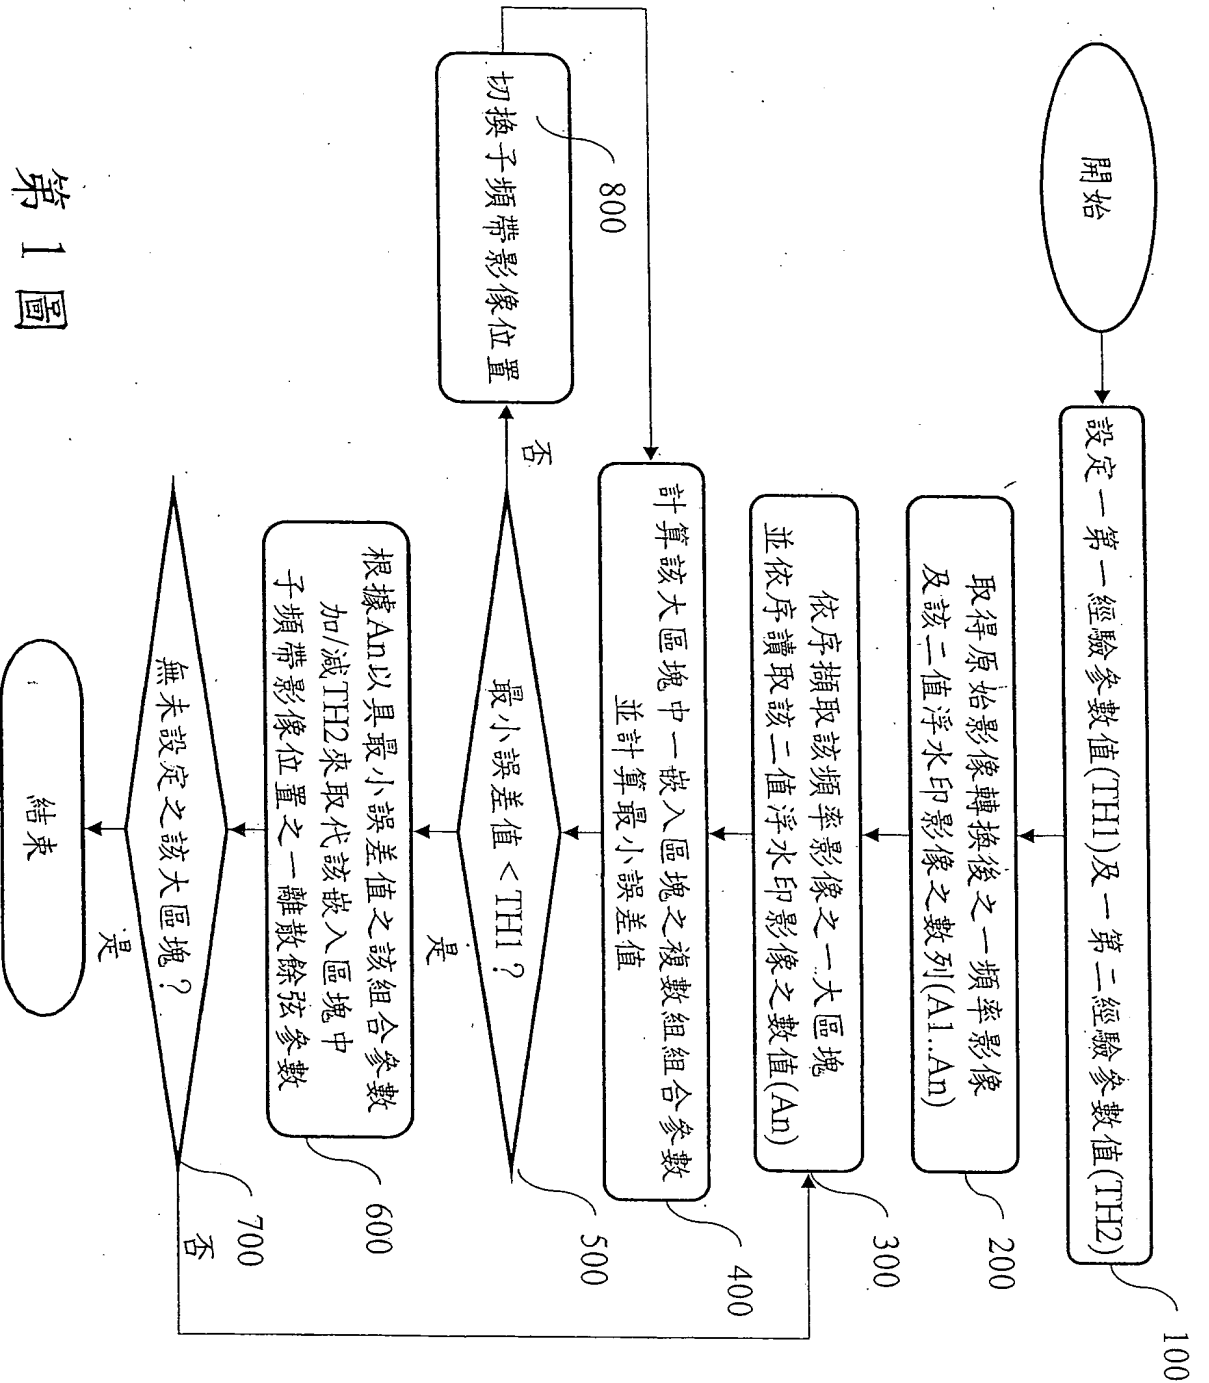 開始
設定一第一經驗參數值(TH1)及一第二經驗參數值(TH2)
100
取得原始影像轉換後之一頻率影像
及該二值浮水印影像之數列(A1..An)
200
依序擷取該頻率影像之一大區塊
並依序讀取該二值浮水印影像之數值(An)
300
計算該大區塊中一嵌入區塊之複數組組合參數
並計算最小誤差值
400
最小誤差值 < TH1?
500
否
是
切換子頻帶影像位置
800
根據An以具最小誤差值之該組合參數
加/減TH2來取代該嵌入區塊中
子頻帶影像位置之一離散餘弦參數
600
無未設定之該大區塊?
700
否
是
結束
第 1 圖